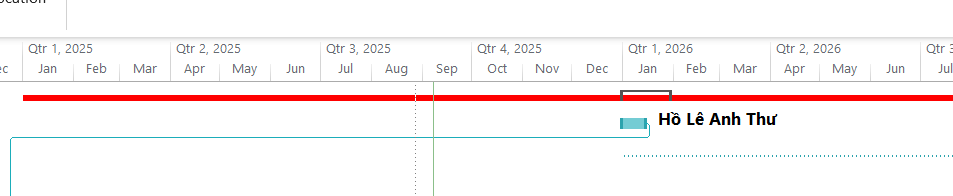 Qtr 1, 2025 Qtr 2, 2025 Qtr 3, 2025 Qtr 4, 2025 Qtr 1, 2026 Qtr 2, 2026 Qtr 3
Jan Feb Mar Apr May Jun Jul Aug Sep Oct Nov Dec Jan Feb Mar Apr May Jun Jul
Hồ Lê Anh Thư